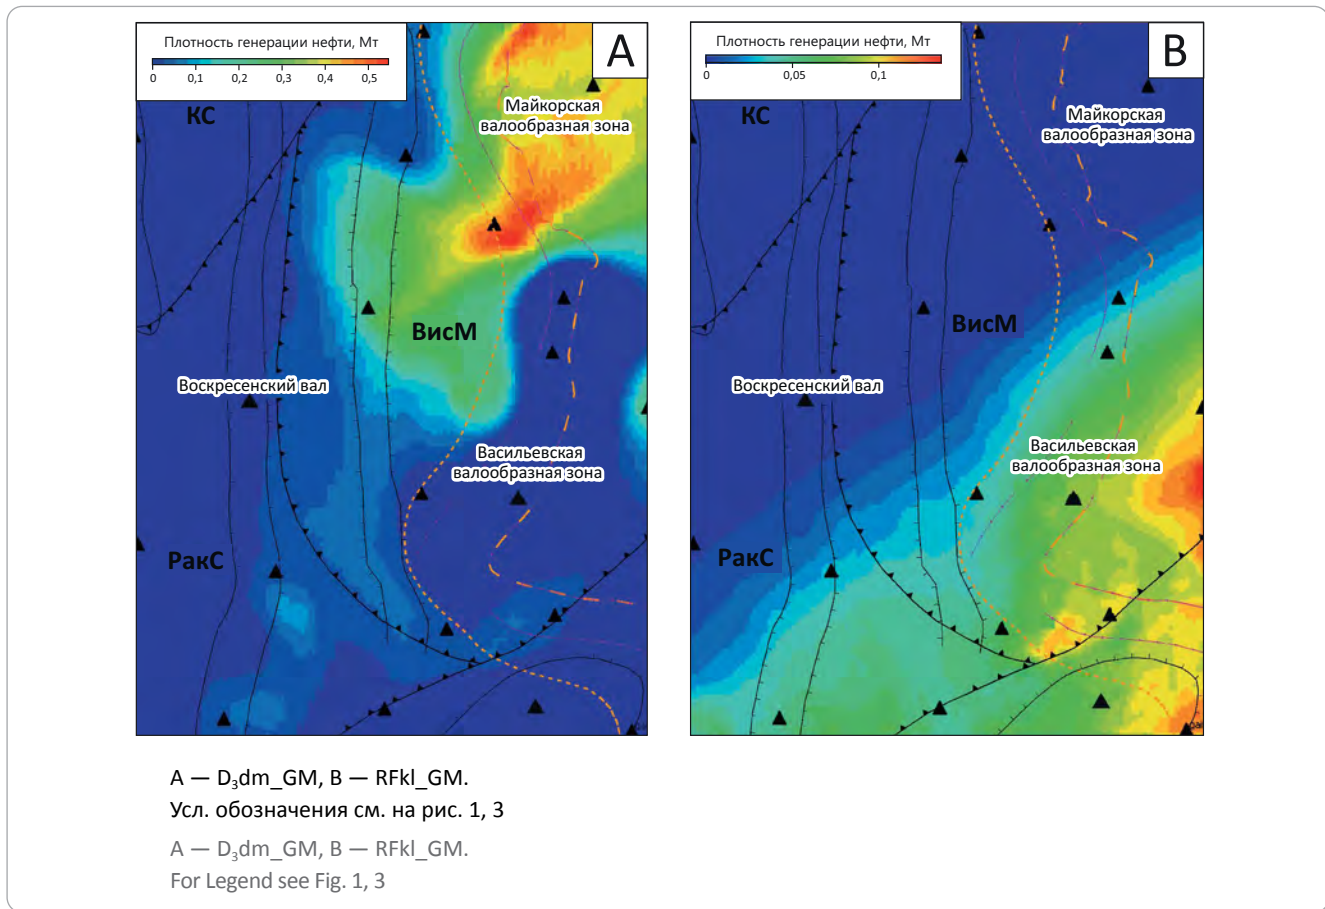 Плотность генерации нефти, Мт
0 0,1 0,2 0,3 0,4 0,5
A
КС
Майкорская
валообразная зона
ВисМ
Воскресенский вал
Васильевская
валообразная зона
РакС
Плотность генерации нефти, Мт
0 0,05 0,1
B
КС
Майкорская
валообразная зона
ВисМ
Воскресенский вал
Васильевская
валообразная зона
РакС
A — D₃dm_GM, B — RFkl_GM.
Усл. обозначения см. на рис. 1, 3
A — D₃dm_GM, B — RFkl_GM.
For Legend see Fig. 1, 3